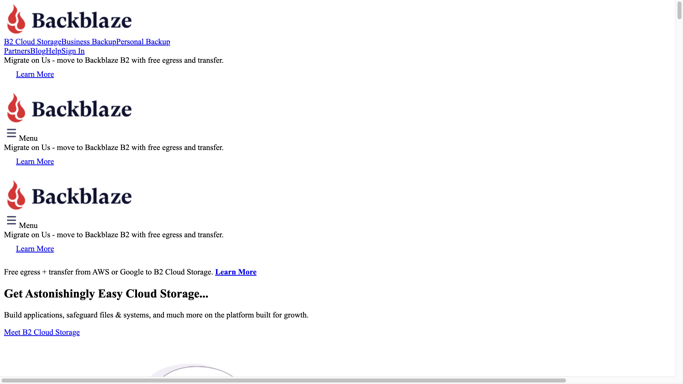 Backblaze
B2 Cloud StorageBusiness BackupPersonal Backup
PartnersBlogHelpSign In
Migrate on Us - move to Backblaze B2 with free egress and transfer.
Learn More
Backblaze
Menu
Migrate on Us - move to Backblaze B2 with free egress and transfer.
Learn More
Backblaze
Menu
Migrate on Us - move to Backblaze B2 with free egress and transfer.
Learn More
Free egress + transfer from AWS or Google to B2 Cloud Storage. Learn More
Get Astonishingly Easy Cloud Storage...
Build applications, safeguard files & systems, and much more on the platform built for growth.
Meet B2 Cloud Storage